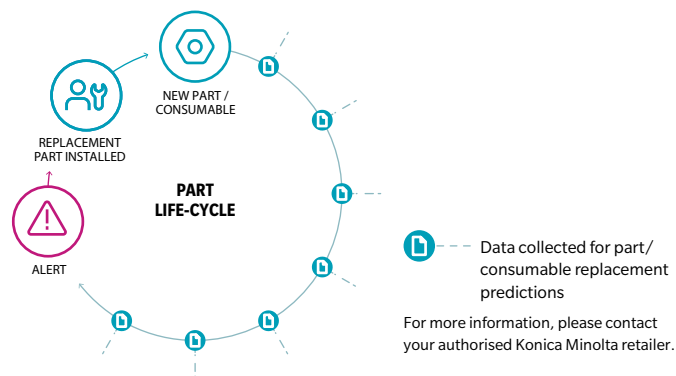 NEW PART /
CONSUMABLE
REPLACEMENT
PART INSTALLED
PART
LIFE-CYCLE
ALERT
Data collected for part/
consumable replacement
predictions
For more information, please contact
your authorised Konica Minolta retailer.